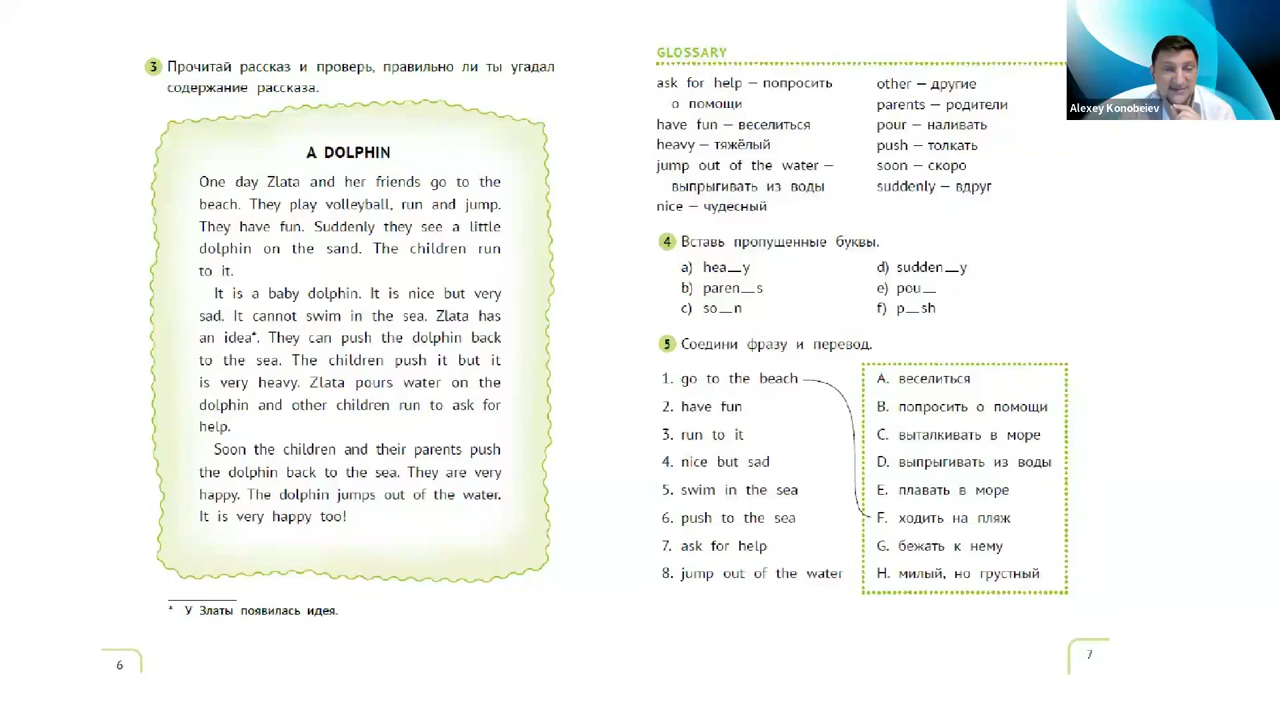 3 Прочитай рассказ и проверь, правильно ли ты угадал
содержание рассказа.
A DOLPHIN
One day Zlata and her friends go to the
beach. They play volleyball, run and jump.
They have fun. Suddenly they see a little
dolphin on the sand. The children run
to it.
It is a baby dolphin. It is nice but very
sad. It cannot swim in the sea. Zlata has
an idea*. They can push the dolphin back
to the sea. The children push it but it
is very heavy. Zlata pours water on the
dolphin and other children run to ask for
help.
Soon the children and their parents push
the dolphin back to the sea. They are very
happy. The dolphin jumps out of the water.
It is very happy too!
* У Златы появилась идея.
6
GLOSSARY
ask for help — попросить
о помощи
have fun — веселиться
heavy — тяжёлый
jump out of the water —
выпрыгивать из воды
nice — чудесный
other — другие
parents — родители
pour — наливать
push — толкать
soon — скоро
suddenly — вдруг
4 Вставь пропущенные буквы.
a) hea__y
b) paren__s
c) so__n
d) sudden__y
e) pou__
f) p__sh
5 Соедини фразу и перевод.
1. go to the beach
2. have fun
3. run to it
4. nice but sad
5. swim in the sea
6. push to the sea
7. ask for help
8. jump out of the water
A. веселиться
B. попросить о помощи
C. выталкивать в море
D. выпрыгивать из воды
E. плавать в море
F. ходить на пляж
G. бежать к нему
H. милый, но грустный
7
Alexey Konobeiev